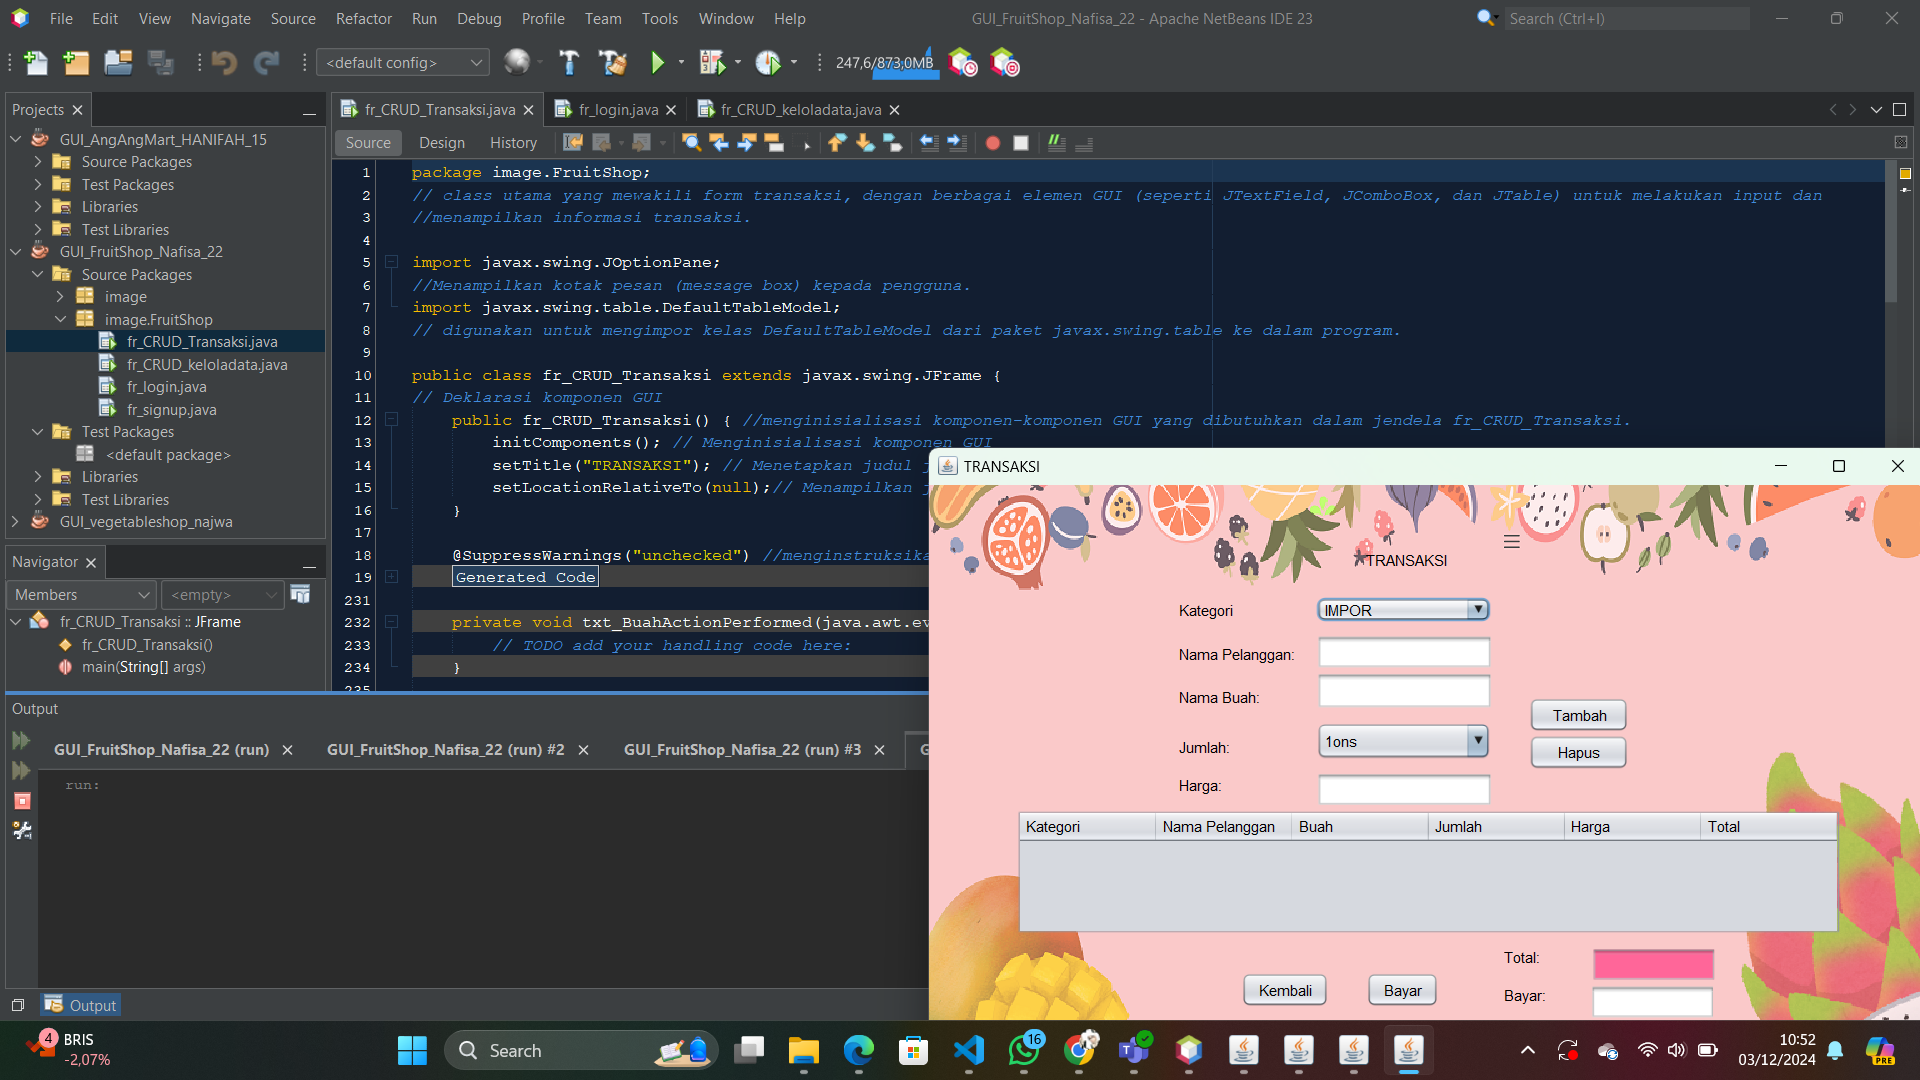 File Edit View Navigate Source Refactor Run Debug Profile Team Tools Window Help
GUI_FruitShop_Nafisa_22 - Apache NetBeans IDE 23
Search (Ctrl+I)
<default config>
247,6/873,0MB
Projects
fr_CRUD_Transaksi.java
fr_login.java
fr_CRUD_keloladata.java
Source Design History
GUI_AngAngMart_HANIFAH_15
Source Packages
Test Packages
Libraries
Test Libraries
GUI_FruitShop_Nafisa_22
Source Packages
image
image.FruitShop
fr_CRUD_Transaksi.java
fr_CRUD_keloladata.java
fr_login.java
fr_signup.java
Test Packages
<default package>
Libraries
Test Libraries
GUI_vegetableshop_najwa
Navigator
Members
<empty>
fr_CRUD_Transaksi :: JFrame
fr_CRUD_Transaksi()
main(String[] args)
1 package image.FruitShop;
2 // class utama yang mewakili form transaksi, dengan berbagai elemen GUI (seperti JTextField, JComboBox, dan JTable) untuk melakukan input dan
3 //menampilkan informasi transaksi.
4
5 import javax.swing.JOptionPane;
6 //Menampilkan kotak pesan (message box) kepada pengguna.
7 import javax.swing.table.DefaultTableModel;
8 // digunakan untuk mengimpor kelas DefaultTableModel dari paket javax.swing.table ke dalam program.
9
10 public class fr_CRUD_Transaksi extends javax.swing.JFrame {
11 // Deklarasi komponen GUI
12 public fr_CRUD_Transaksi() { //menginisialisasi komponen-komponen GUI yang dibutuhkan dalam jendela fr_CRUD_Transaksi.
13 initComponents(); // Menginisialisasi komponen GUI
14 setTitle("TRANSAKSI"); // Menetapkan judul
15 setLocationRelativeTo(null);// Menampilkan
16 }
17
18 @SuppressWarnings("unchecked") //menginstruksika
19 Generated Code
231
232 private void txt_BuahActionPerformed(java.awt.ev
233 // TODO add your handling code here:
234 }
235
Output
GUI_FruitShop_Nafisa_22 (run)
GUI_FruitShop_Nafisa_22 (run) #2
GUI_FruitShop_Nafisa_22 (run) #3
run:
Output
TRANSAKSI
TRANSAKSI
Kategori
IMPOR
Nama Pelanggan:
Nama Buah:
Jumlah:
1ons
Harga:
Tambah
Hapus
Kategori Nama Pelanggan Buah Jumlah Harga Total
Total:
Bayar:
Kembali
Bayar
4
BRIS
-2,07%
Search
16
10:52
03/12/2024
PRE